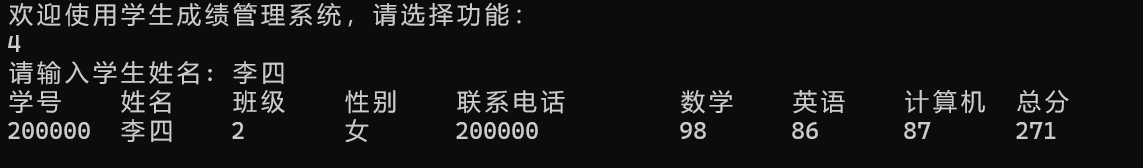 欢迎使用学生成绩管理系统，请选择功能：
4
请输入学生姓名：李四
学号 姓名 班级 性别 联系电话 数学 英语 计算机 总分
200000 李四 2 女 200000 98 86 87 271